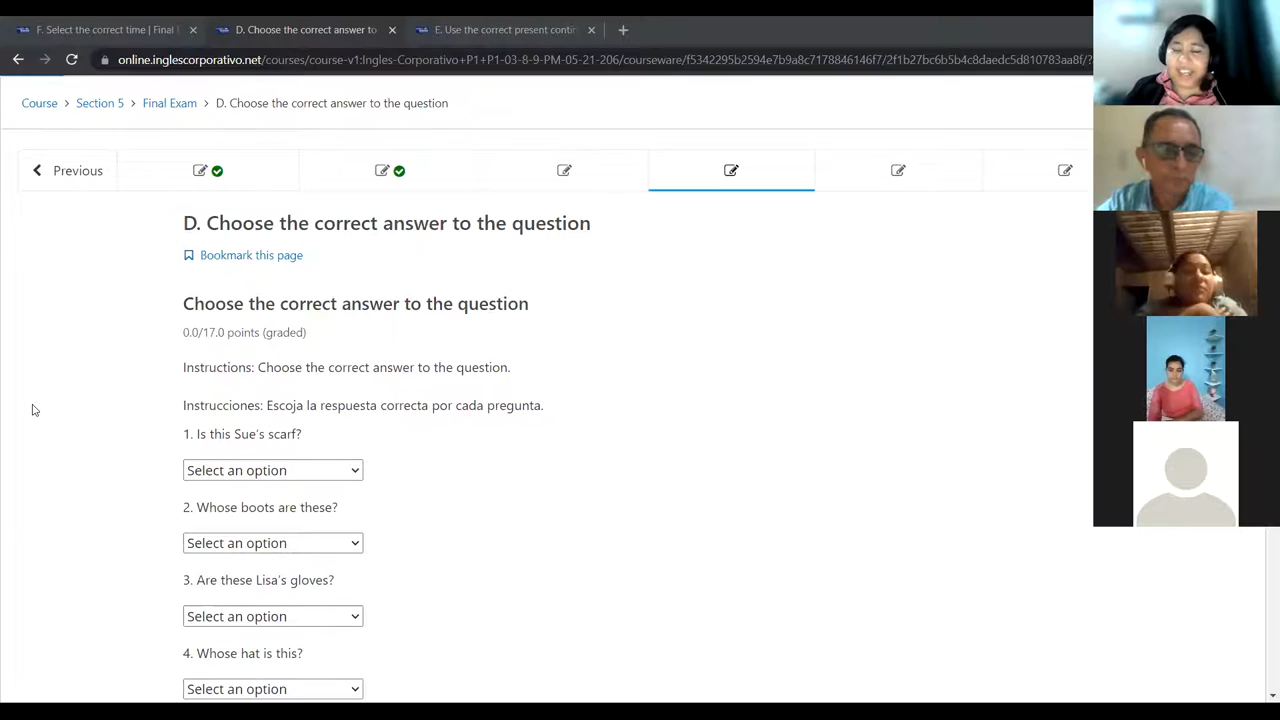 F. Select the correct time | Final
D. Choose the correct answer to
E. Use the correct present conti
online.inglescorporativo.net/courses/course-v1:Ingles-Corporativo+P1+P1-03-8-9-PM-05-21-206/courseware/f5342295b2594e7b9a8c7178846146f7/2f1b27bc6b5b4c8daedc5d810783aa8f/?
Course > Section 5 > Final Exam > D. Choose the correct answer to the question
Previous
D. Choose the correct answer to the question
Bookmark this page
Choose the correct answer to the question
0.0/17.0 points (graded)
Instructions: Choose the correct answer to the question.
Instrucciones: Escoja la respuesta correcta por cada pregunta.
1. Is this Sue's scarf?
Select an option
2. Whose boots are these?
Select an option
3. Are these Lisa's gloves?
Select an option
4. Whose hat is this?
Select an option